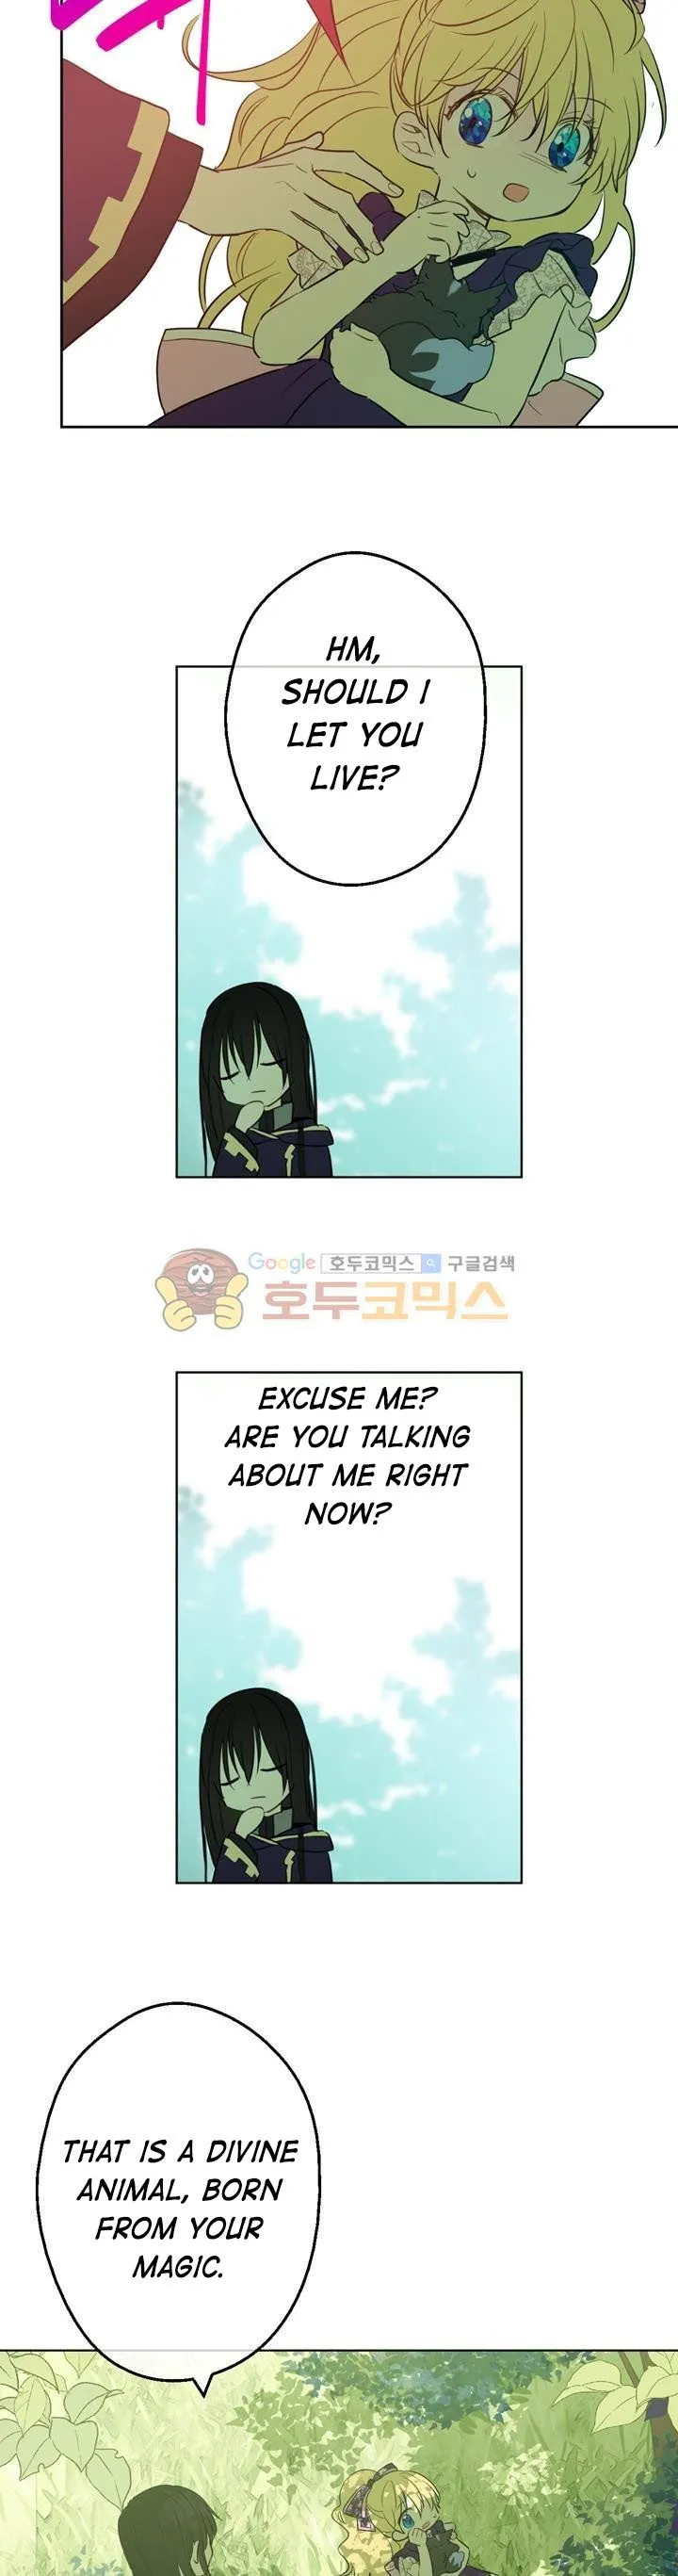 HM,
SHOULD I
LET YOU
LIVE?
Google 호두코믹스 구글검색
호두코믹스
EXCUSE ME?
ARE YOU TALKING
ABOUT ME RIGHT
NOW?
THAT IS A DIVINE
ANIMAL, BORN
FROM YOUR
MAGIC.